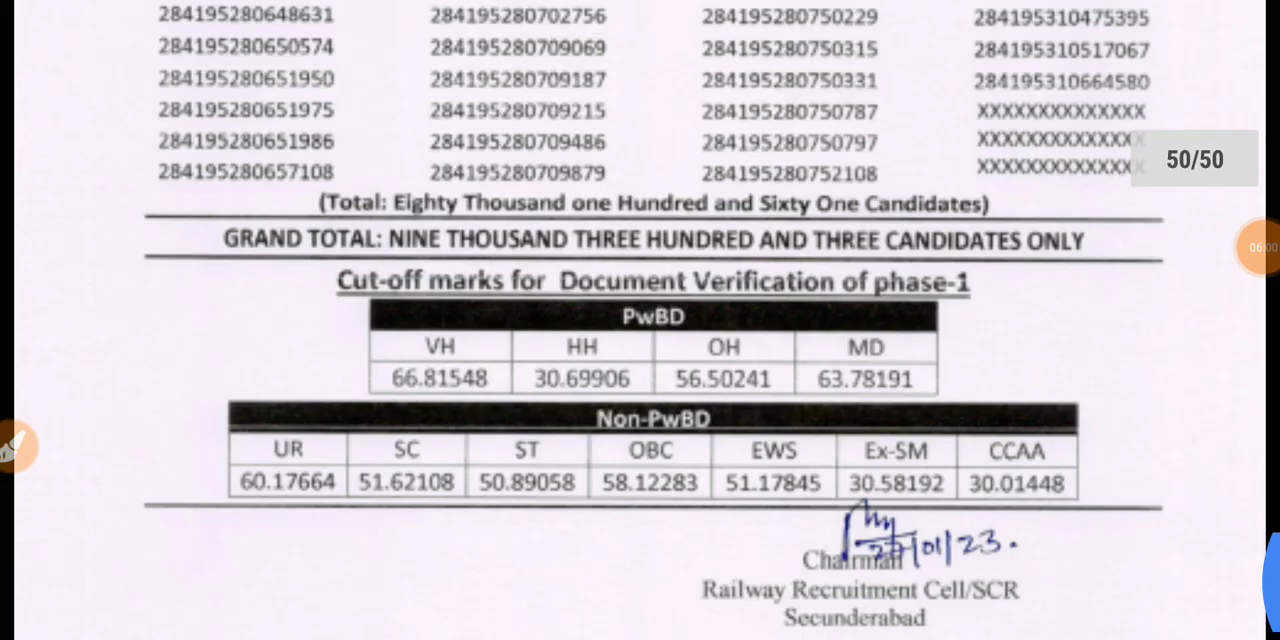 284195280648631 284195280702756 284195280750229 284195310475395
284195280650574 284195280709069 284195280750315 284195310517067
284195280651950 284195280709187 284195280750331 284195310664580
284195280651975 284195280709215 284195280750787 XXXXXXXXXXXXXX
284195280651986 284195280709486 284195280750797 XXXXXXXXXXXXXX
284195280657108 284195280709879 284195280752108 XXXXXXXXXXXXXX
50/50
(Total: Eighty Thousand one Hundred and Sixty One Candidates)
GRAND TOTAL: NINE THOUSAND THREE HUNDRED AND THREE CANDIDATES ONLY
06:00
Cut-off marks for Document Verification of phase-1
PwBD
VH HH OH MD
66.81548 30.69906 56.50241 63.78191
Non-PwBD
UR SC ST OBC EWS Ex-SM CCAA
60.17664 51.62108 50.89058 58.12283 51.17845 30.58192 30.01448
Chairman
Railway Recruitment Cell/SCR
Secunderabad